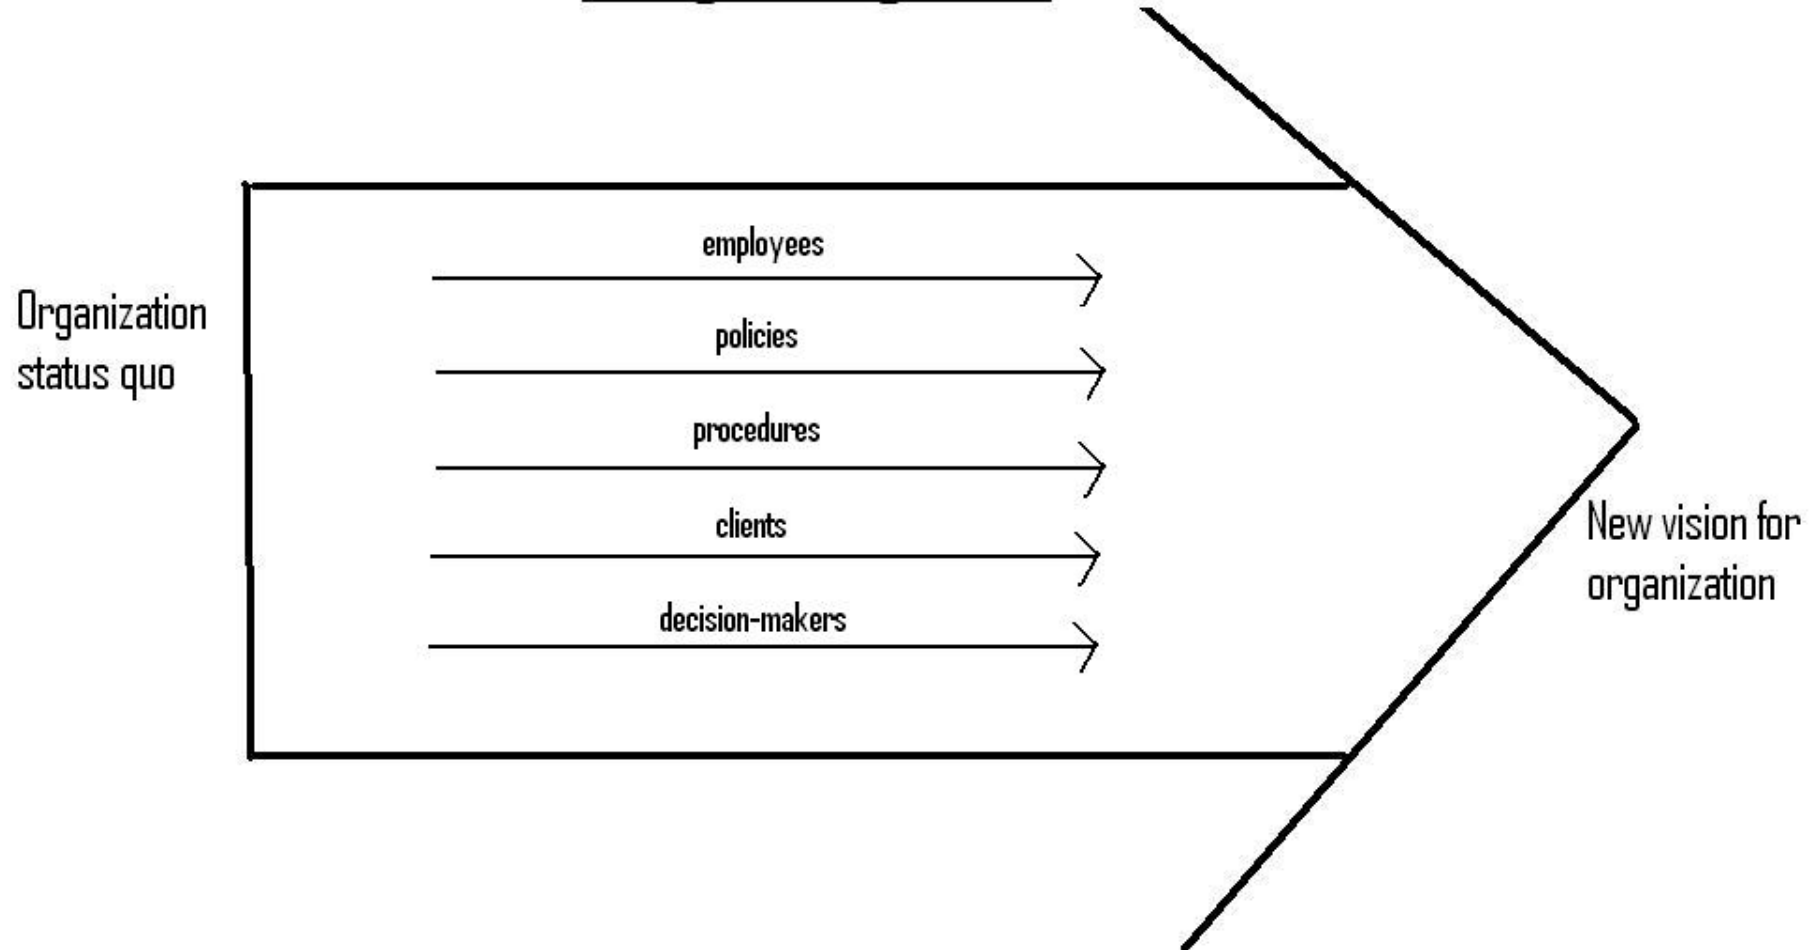 Organization
status quo
employees
policies
procedures
clients
decision-makers
New vision for
organization